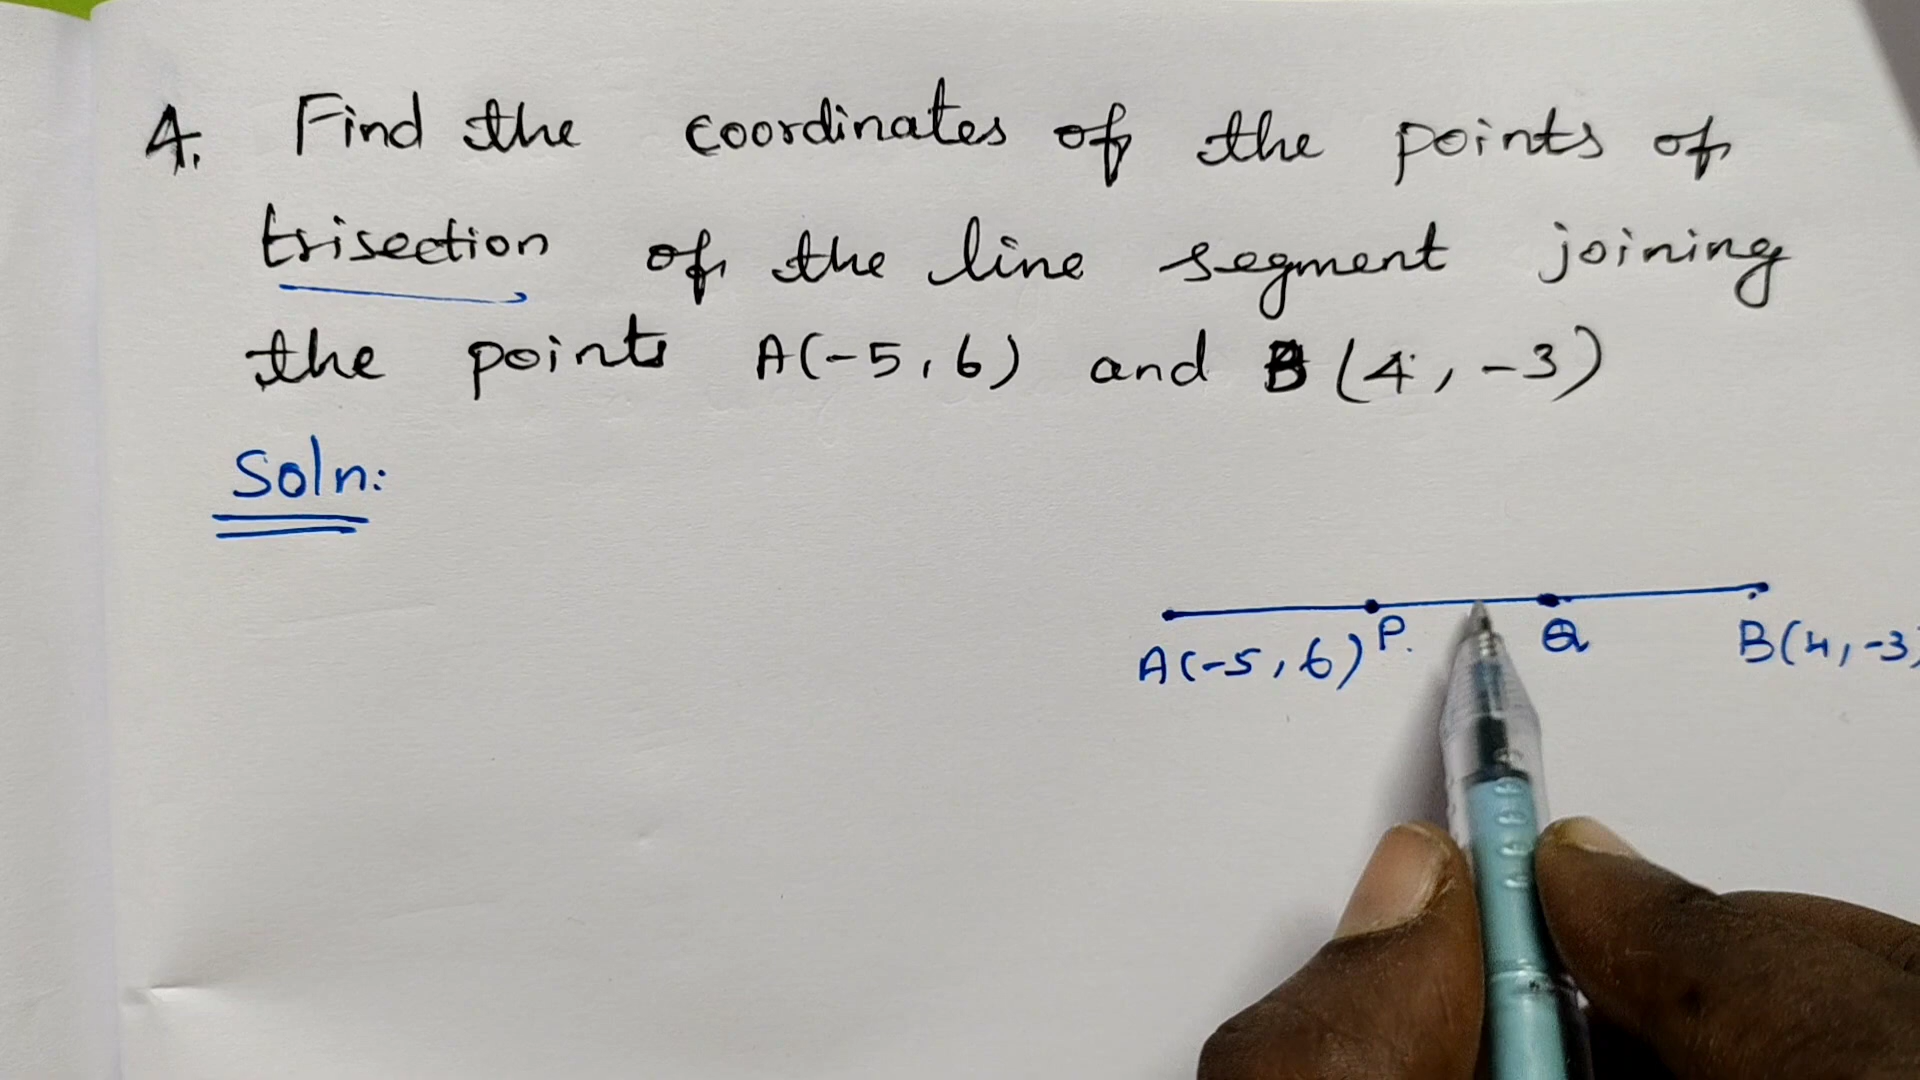 4. Find the coordinates of the points of
trisection of the line segment joining
the points A(-5,6) and B(4,-3)
Soln:
A(-5,6) P. Q B(4,-3)